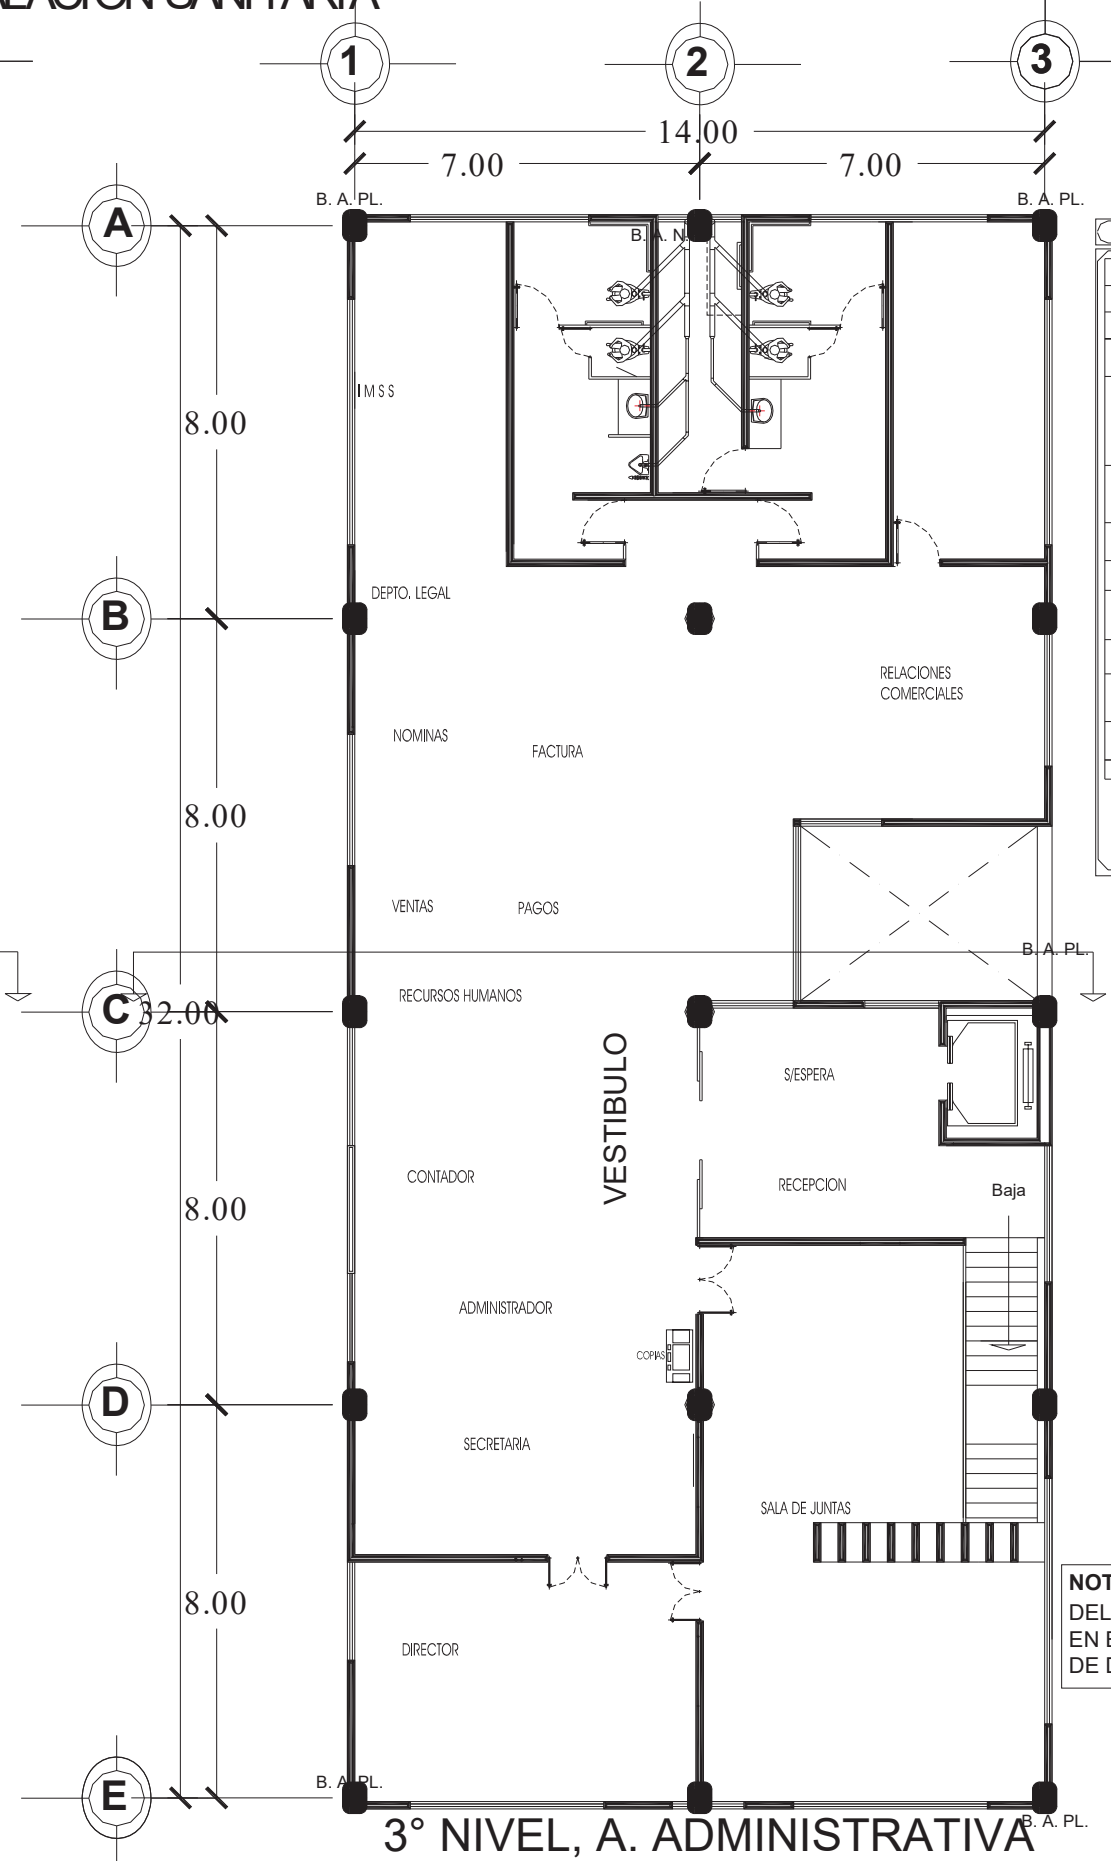 1 2 3
14.00
7.00 7.00
B. A. PL. B. A. PL.
A
B. A. N.
I M S S
8.00
DEPTO. LEGAL
B
RELACIONES
COMERCIALES
NOMINAS
FACTURA
8.00
VENTAS PAGOS
B. A. PL.
RECURSOS HUMANOS
C 32.00
VESTIBULO
S/ESPERA
CONTADOR
RECEPCION
Baja
8.00
ADMINISTRADOR
COPIAS
D
SECRETARIA
SALA DE JUNTAS
8.00
DEL
DIRECTOR
B. A. PL.
E
B. A. PL.
3° NIVEL, A. ADMINISTRATIVA